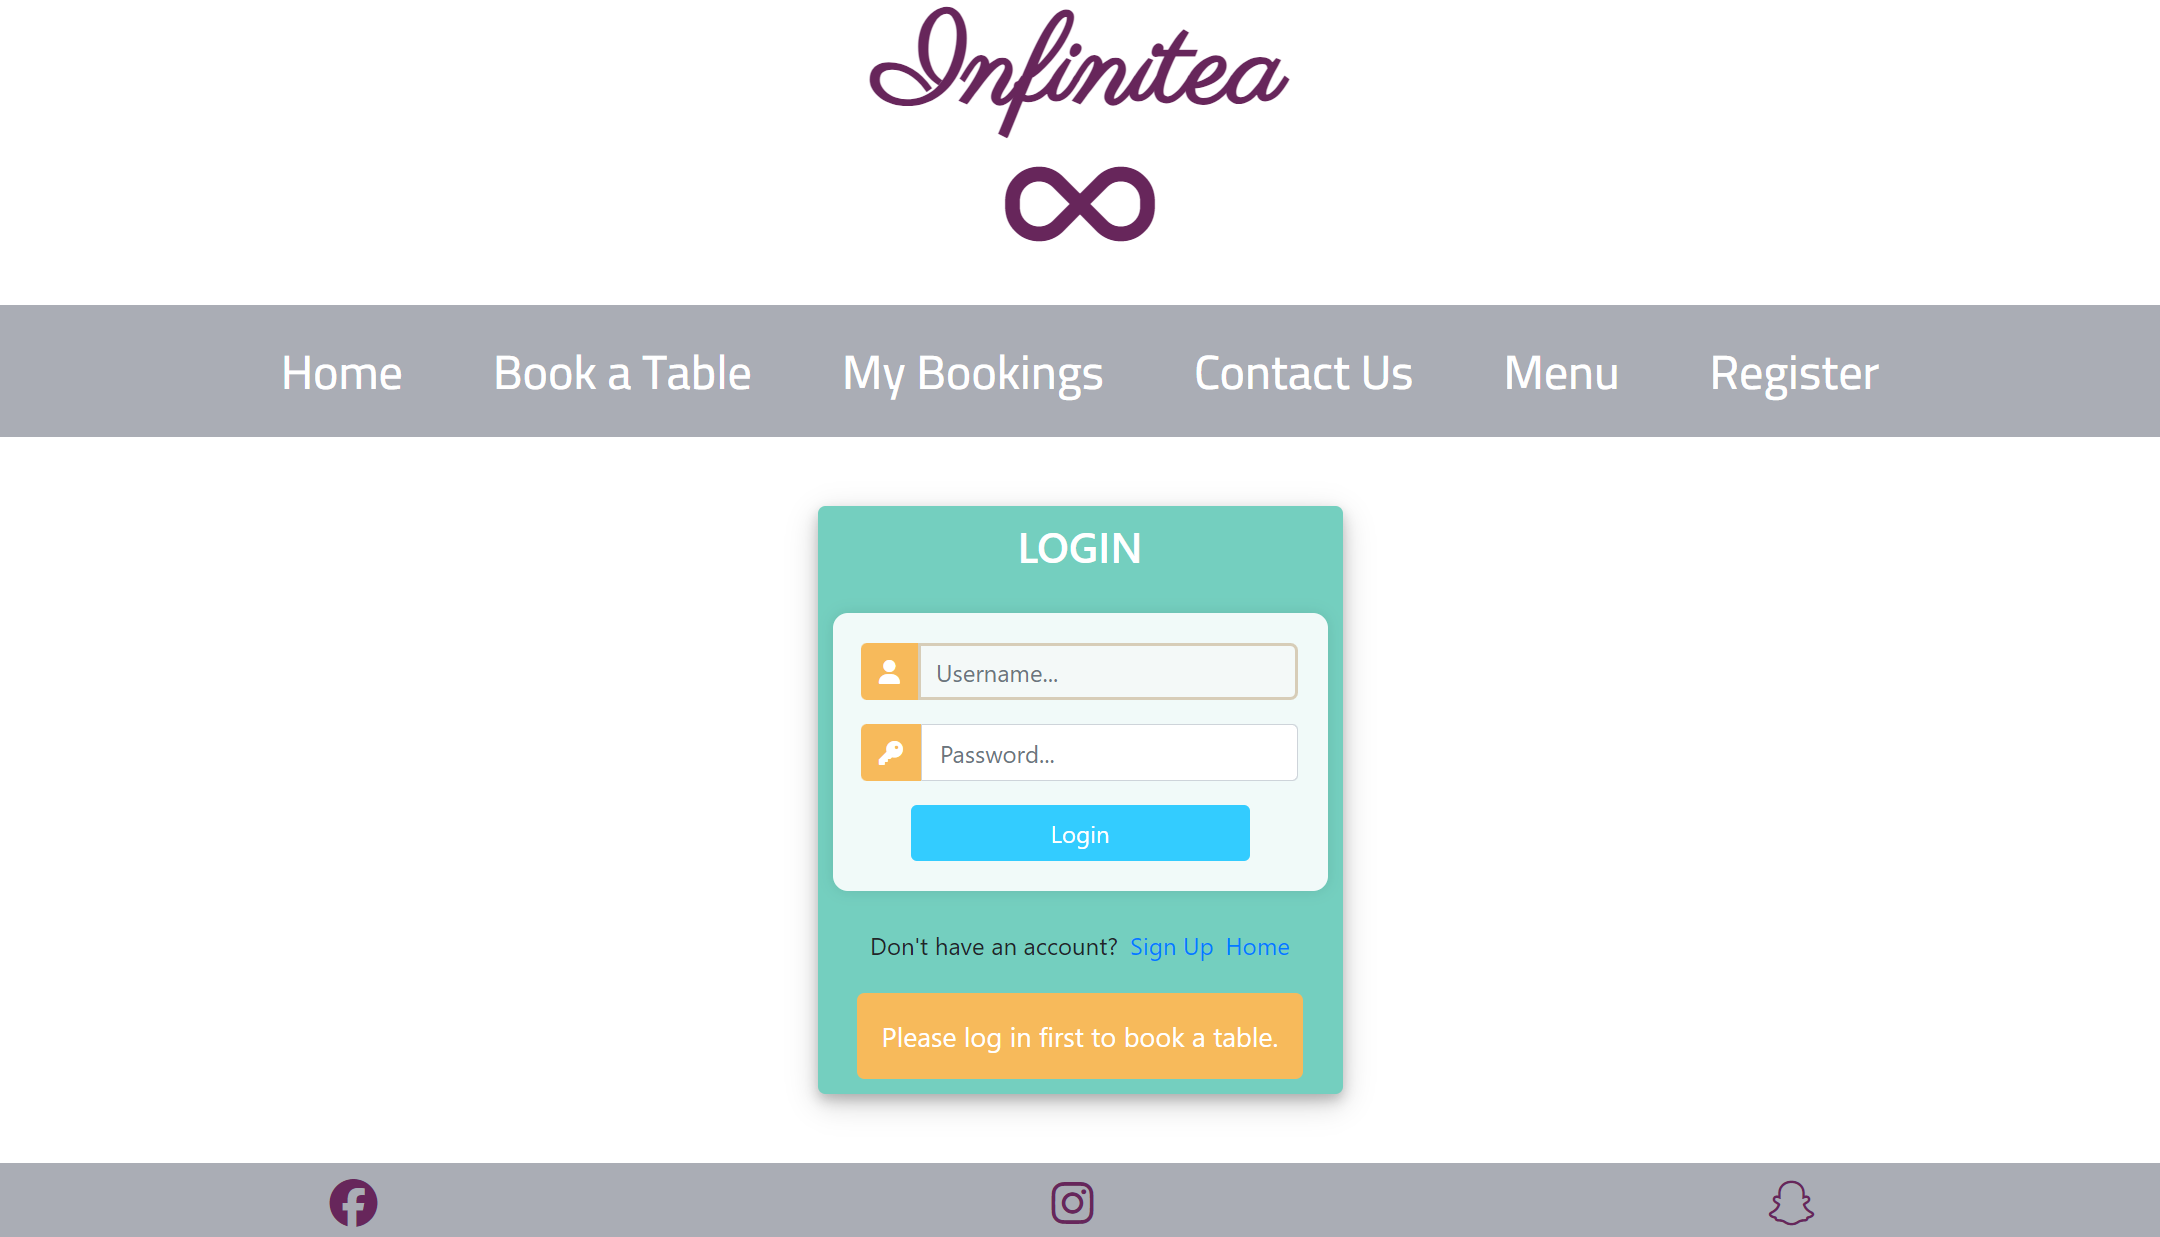 Infinitea
Home Book a Table My Bookings Contact Us Menu Register
LOGIN
Username...
Password...
Login
Don't have an account? Sign Up Home
Please log in first to book a table.